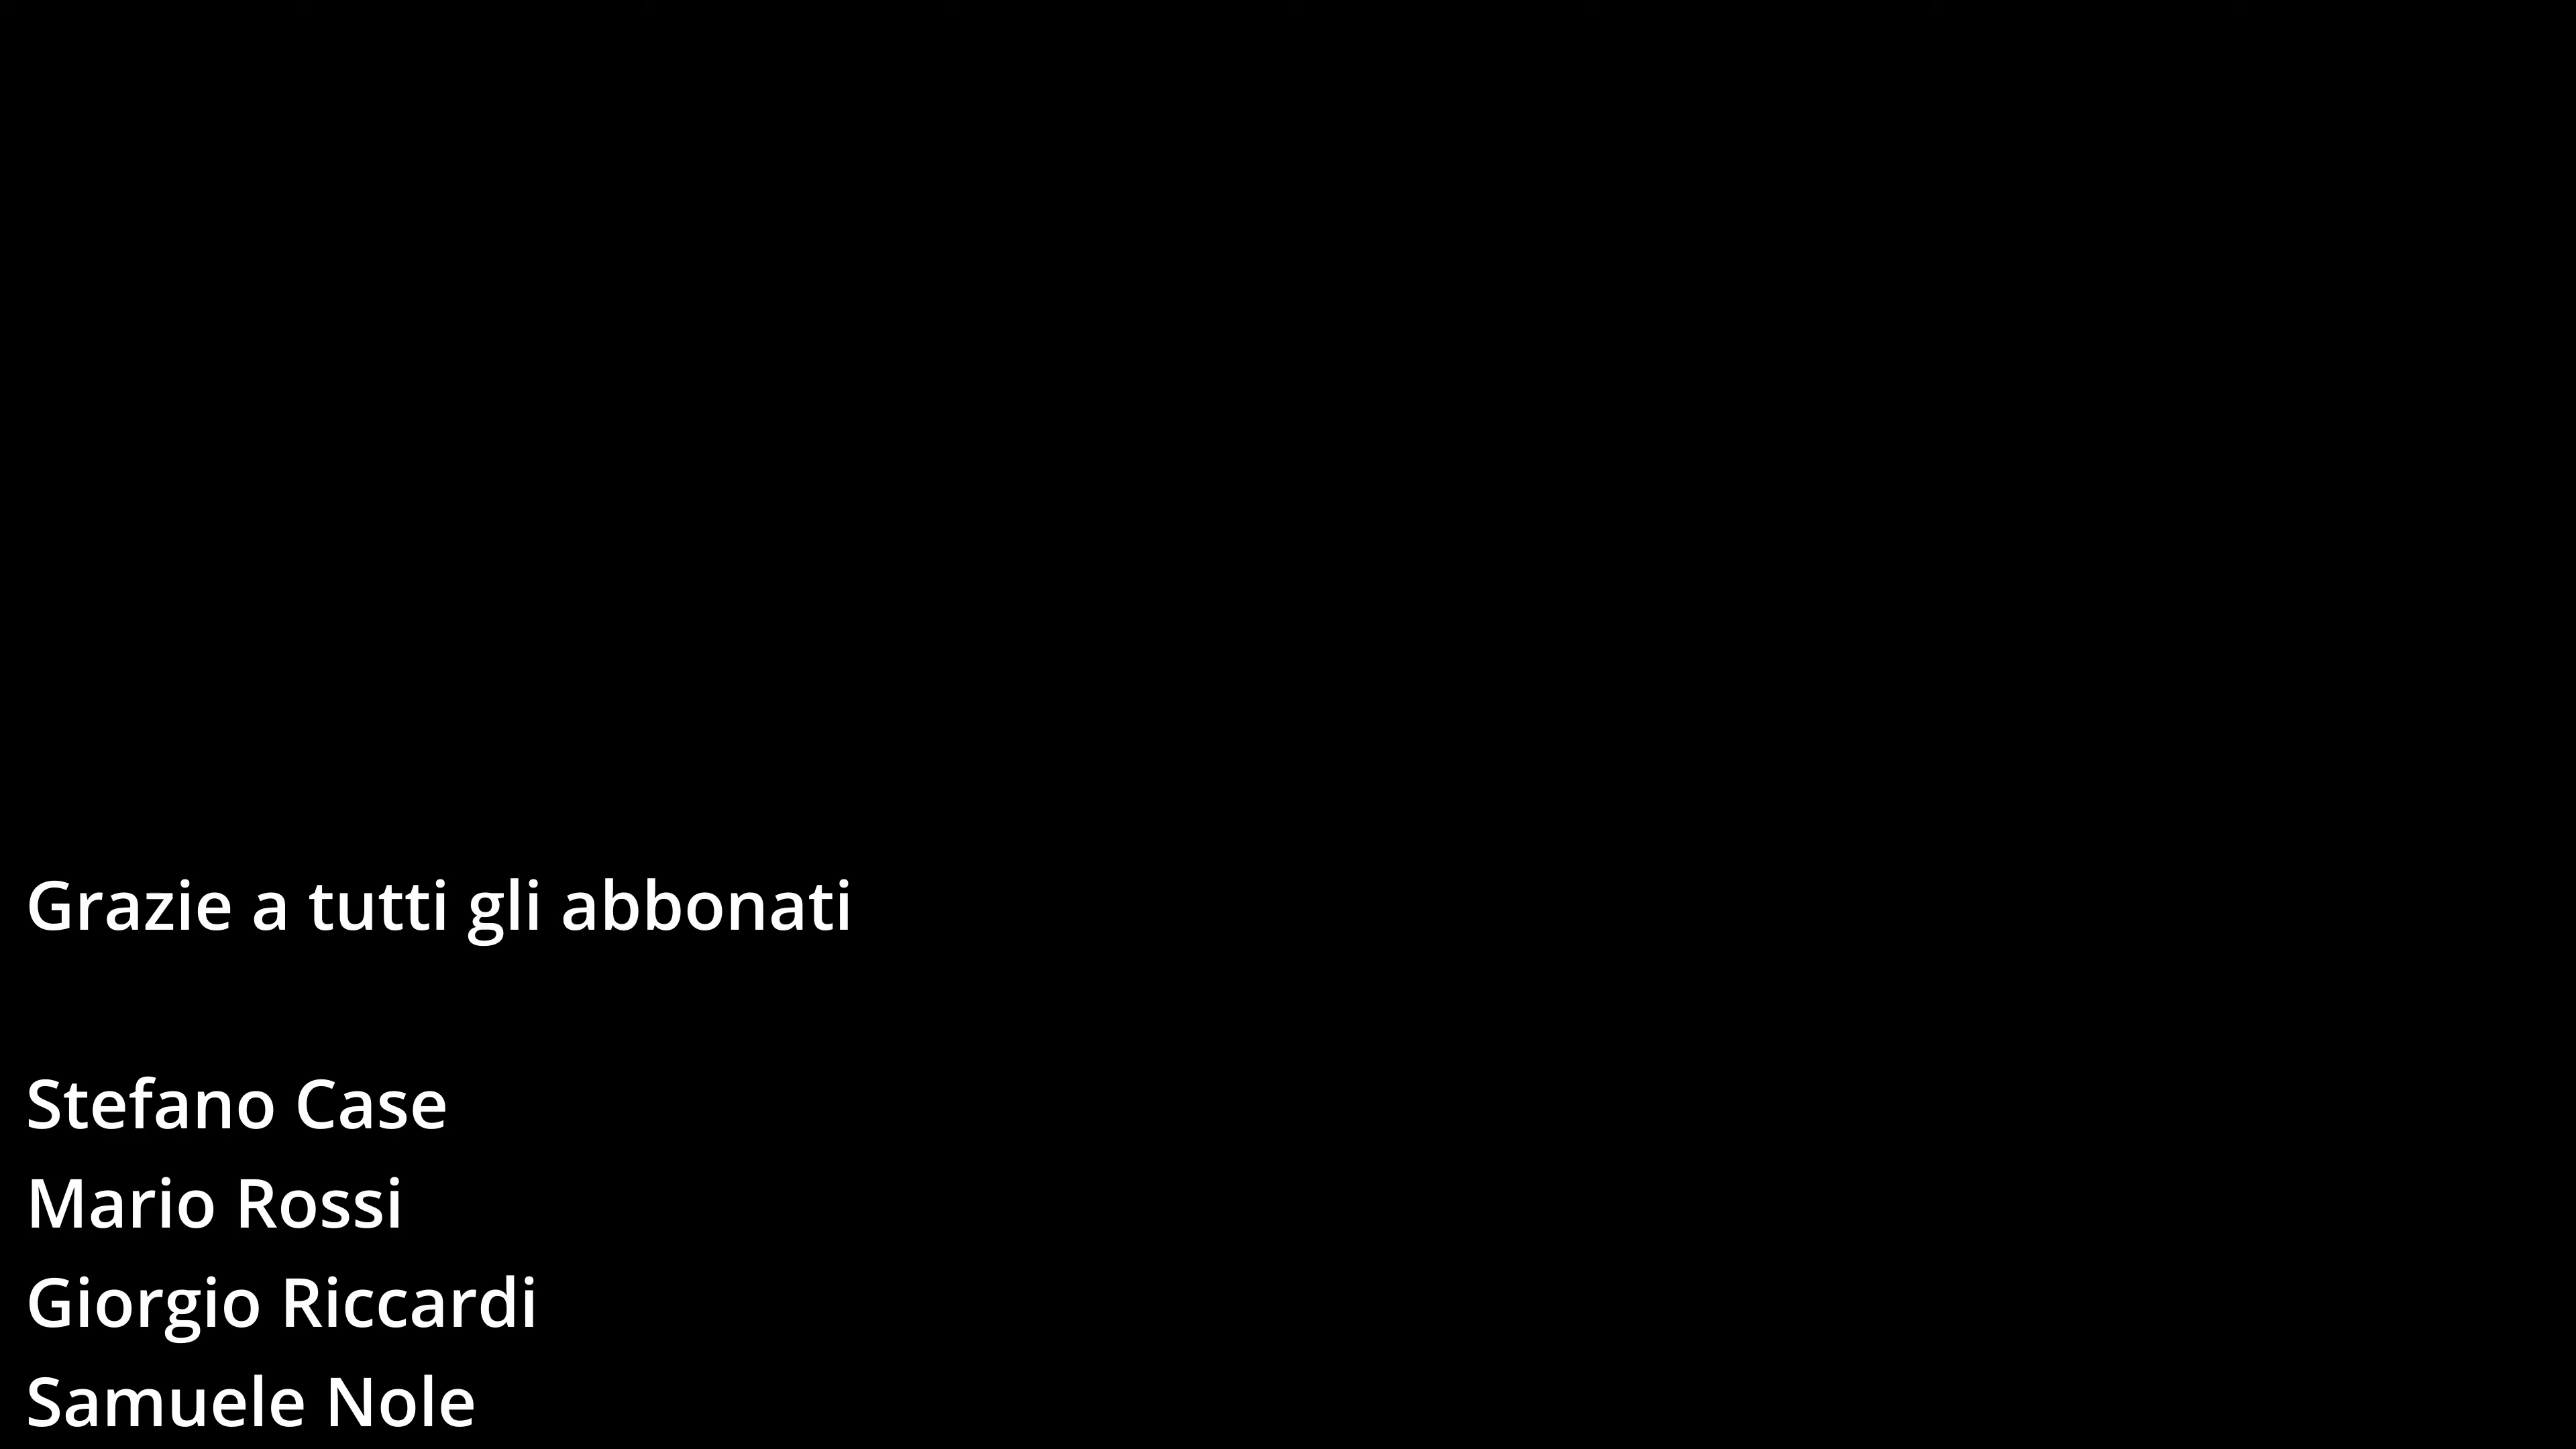 Grazie a tutti gli abbonati
Stefano Case
Mario Rossi
Giorgio Riccardi
Samuele Nole